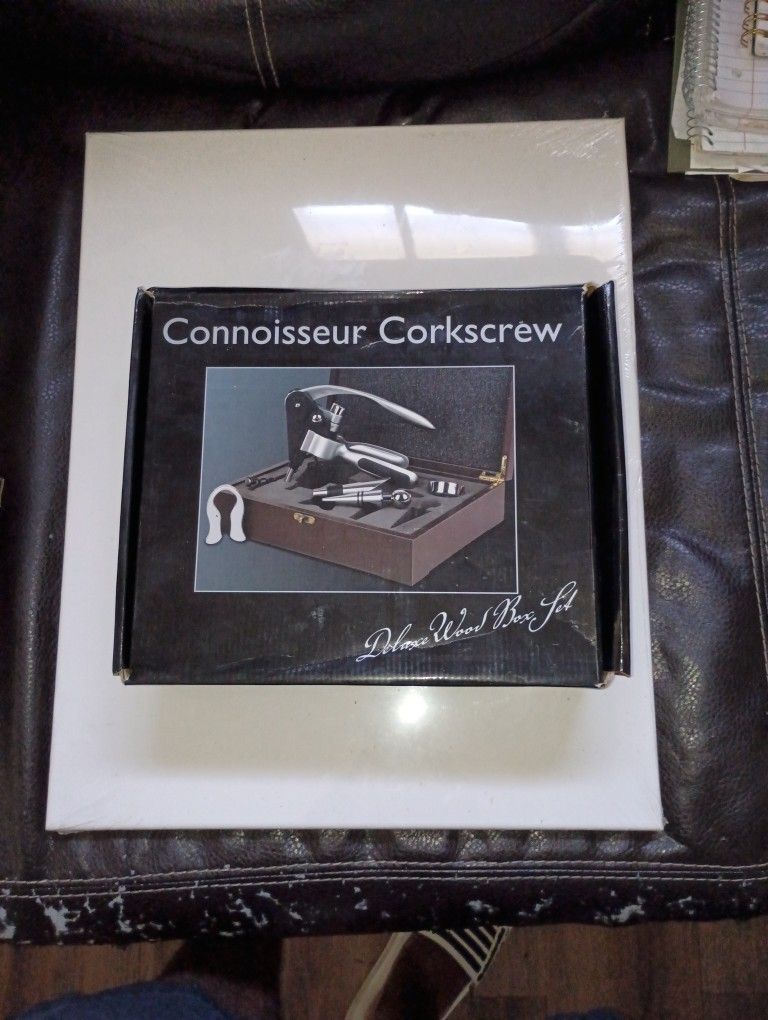 Connoisseur Corkscrew
Deluxe Wood Box Set